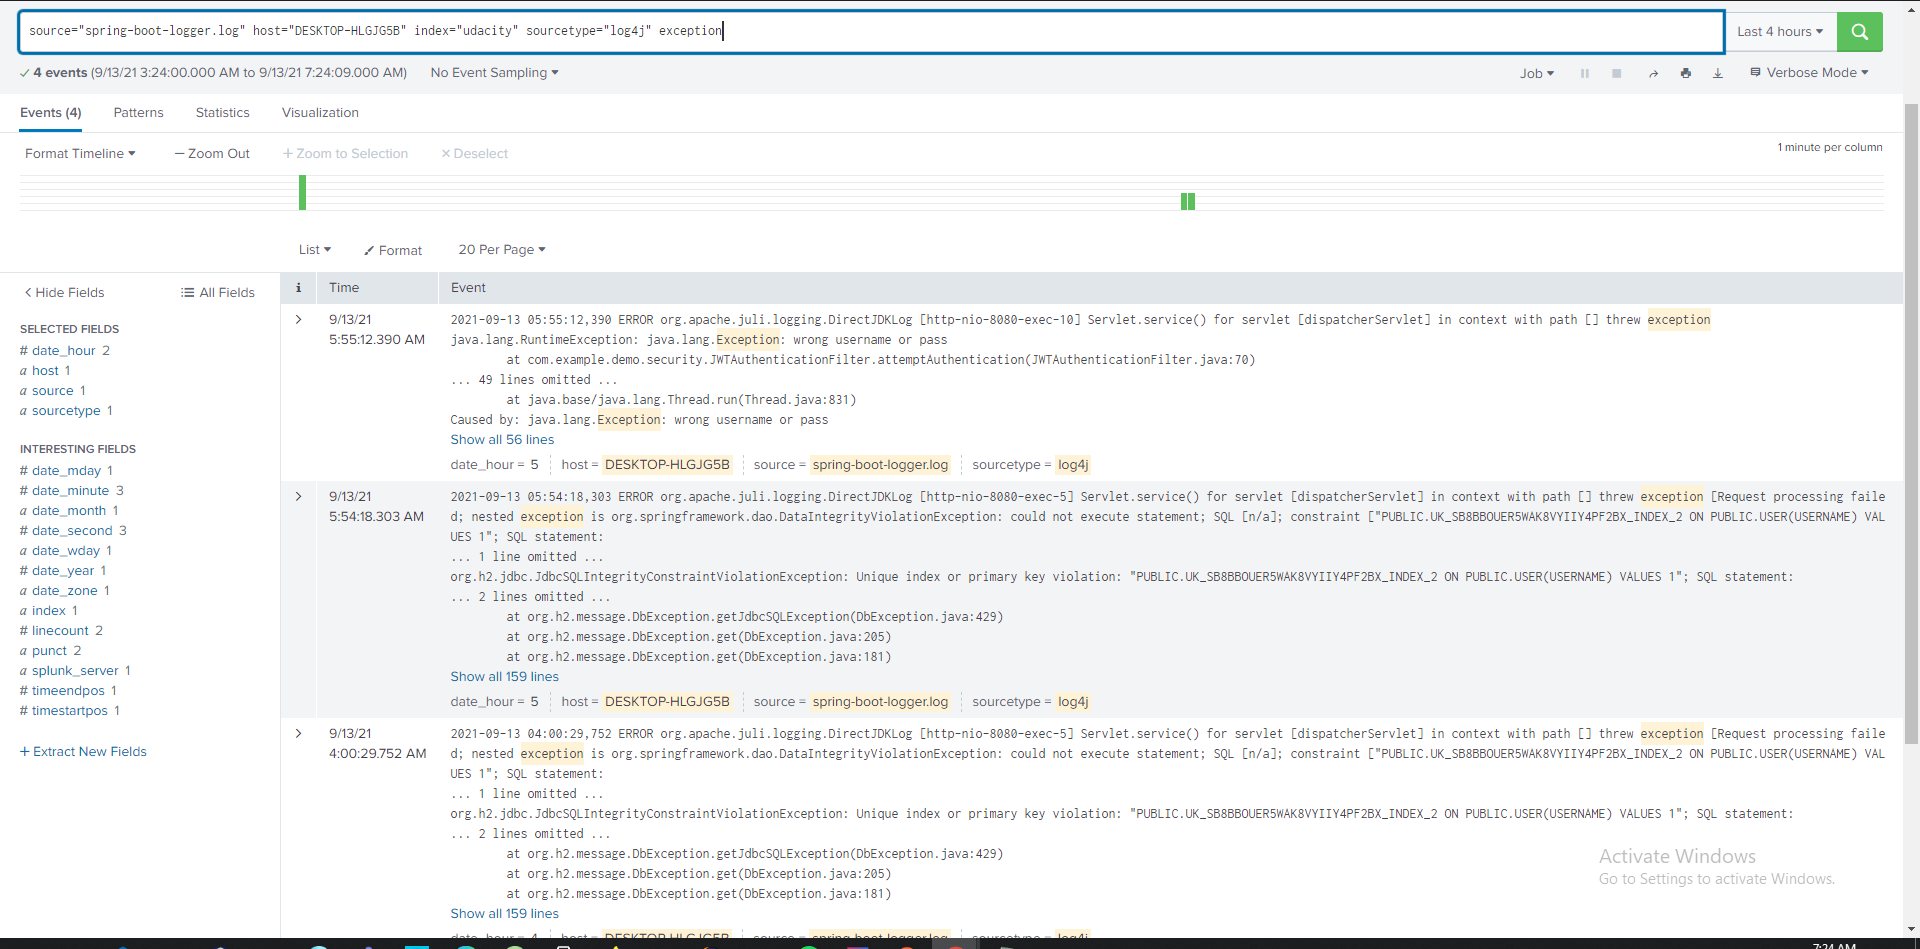 source="spring-boot-logger.log" host="DESKTOP-HLGJG5B" index="udacity" sourcetype="log4j" exception
Last 4 hours
4 events (9/13/21 3:24:00.000 AM to 9/13/21 7:24:09.000 AM)
No Event Sampling
Job
Verbose Mode
Events (4)
Patterns
Statistics
Visualization
Format Timeline
— Zoom Out
+ Zoom to Selection
× Deselect
1 minute per column
List
Format
20 Per Page
< Hide Fields
All Fields
i
Time
Event
SELECTED FIELDS
# date_hour 2
a host 1
a source 1
a sourcetype 1
INTERESTING FIELDS
# date_mday 1
# date_minute 3
a date_month 1
# date_second 3
a date_wday 1
# date_year 1
a date_zone 1
a index 1
# linecount 2
a punct 2
a splunk_server 1
# timeendpos 1
# timestartpos 1
+ Extract New Fields
9/13/21
5:55:12.390 AM
2021-09-13 05:55:12,390 ERROR org.apache.juli.logging.DirectJDKLog [http-nio-8080-exec-10] Servlet.service() for servlet [dispatcherServlet] in context with path [] threw exception
java.lang.RuntimeException: java.lang.Exception: wrong username or pass
at com.example.demo.security.JWTAuthenticationFilter.attemptAuthentication(JWTAuthenticationFilter.java:70)
... 49 lines omitted ...
at java.base/java.lang.Thread.run(Thread.java:831)
Caused by: java.lang.Exception: wrong username or pass
Show all 56 lines
date_hour = 5 host = DESKTOP-HLGJG5B source = spring-boot-logger.log sourcetype = log4j
9/13/21
5:54:18.303 AM
2021-09-13 05:54:18,303 ERROR org.apache.juli.logging.DirectJDKLog [http-nio-8080-exec-5] Servlet.service() for servlet [dispatcherServlet] in context with path [] threw exception [Request processing faile
d; nested exception is org.springframework.dao.DataIntegrityViolationException: could not execute statement; SQL [n/a]; constraint ["PUBLIC.UK_SB8BBOUER5WAK8VYIIY4PF2BX_INDEX_2 ON PUBLIC.USER(USERNAME) VAL
UES 1"; SQL statement:
... 1 line omitted ...
org.h2.jdbc.JdbcSQLIntegrityConstraintViolationException: Unique index or primary key violation: "PUBLIC.UK_SB8BBOUER5WAK8VYIIY4PF2BX_INDEX_2 ON PUBLIC.USER(USERNAME) VALUES 1"; SQL statement:
... 2 lines omitted ...
at org.h2.message.DbException.getJdbcSQLException(DbException.java:429)
at org.h2.message.DbException.get(DbException.java:205)
at org.h2.message.DbException.get(DbException.java:181)
Show all 159 lines
date_hour = 5 host = DESKTOP-HLGJG5B source = spring-boot-logger.log sourcetype = log4j
9/13/21
4:00:29.752 AM
2021-09-13 04:00:29,752 ERROR org.apache.juli.logging.DirectJDKLog [http-nio-8080-exec-5] Servlet.service() for servlet [dispatcherServlet] in context with path [] threw exception [Request processing faile
d; nested exception is org.springframework.dao.DataIntegrityViolationException: could not execute statement; SQL [n/a]; constraint ["PUBLIC.UK_SB8BBOUER5WAK8VYIIY4PF2BX_INDEX_2 ON PUBLIC.USER(USERNAME) VAL
UES 1"; SQL statement:
... 1 line omitted ...
org.h2.jdbc.JdbcSQLIntegrityConstraintViolationException: Unique index or primary key violation: "PUBLIC.UK_SB8BBOUER5WAK8VYIIY4PF2BX_INDEX_2 ON PUBLIC.USER(USERNAME) VALUES 1"; SQL statement:
... 2 lines omitted ...
at org.h2.message.DbException.getJdbcSQLException(DbException.java:429)
at org.h2.message.DbException.get(DbException.java:205)
at org.h2.message.DbException.get(DbException.java:181)
Show all 159 lines
date_hour = 4 host = DESKTOP-HLGJG5B source = spring-boot-logger.log sourcetype = log4j
Activate Windows
Go to Settings to activate Windows.
7:24 AM